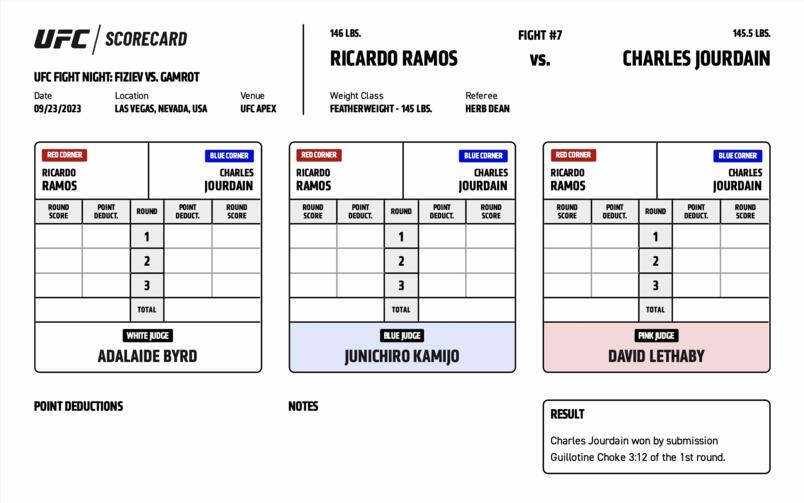 UFC / SCORECARD
UFC FIGHT NIGHT: FIZIEV VS. GAMROT
Date Location Venue
09/23/2023 LAS VEGAS, NEVADA, USA UFC APEX
146 LBS. FIGHT #7 145.5 LBS.
RICARDO RAMOS VS. CHARLES JOURDAIN
Weight Class Referee
FEATHERWEIGHT - 145 LBS. HERB DEAN
RED CORNER BLUE CORNER
RICARDO CHARLES
RAMOS JOURDAIN
ROUND POINT ROUND POINT ROUND
SCORE DEDUCT. DEDUCT. SCORE
1
2
3
TOTAL
WHITE JUDGE
ADALAIDE BYRD
RED CORNER BLUE CORNER
RICARDO CHARLES
RAMOS JOURDAIN
ROUND POINT ROUND POINT ROUND
SCORE DEDUCT. DEDUCT. SCORE
1
2
3
TOTAL
BLUE JUDGE
JUNICHIRO KAMIJO
RED CORNER BLUE CORNER
RICARDO CHARLES
RAMOS JOURDAIN
ROUND POINT ROUND POINT ROUND
SCORE DEDUCT. DEDUCT. SCORE
1
2
3
TOTAL
PINK JUDGE
DAVID LETHABY
POINT DEDUCTIONS
NOTES
RESULT
Charles Jourdain won by submission
Guillotine Choke 3:12 of the 1st round.